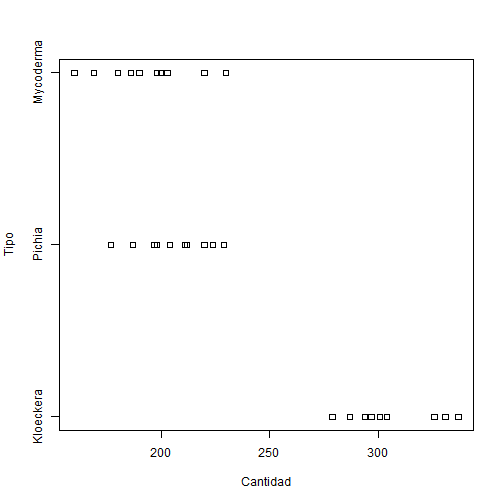 Mycoderma
Pichia
Kloeckera
Tipo
200 250 300
Cantidad